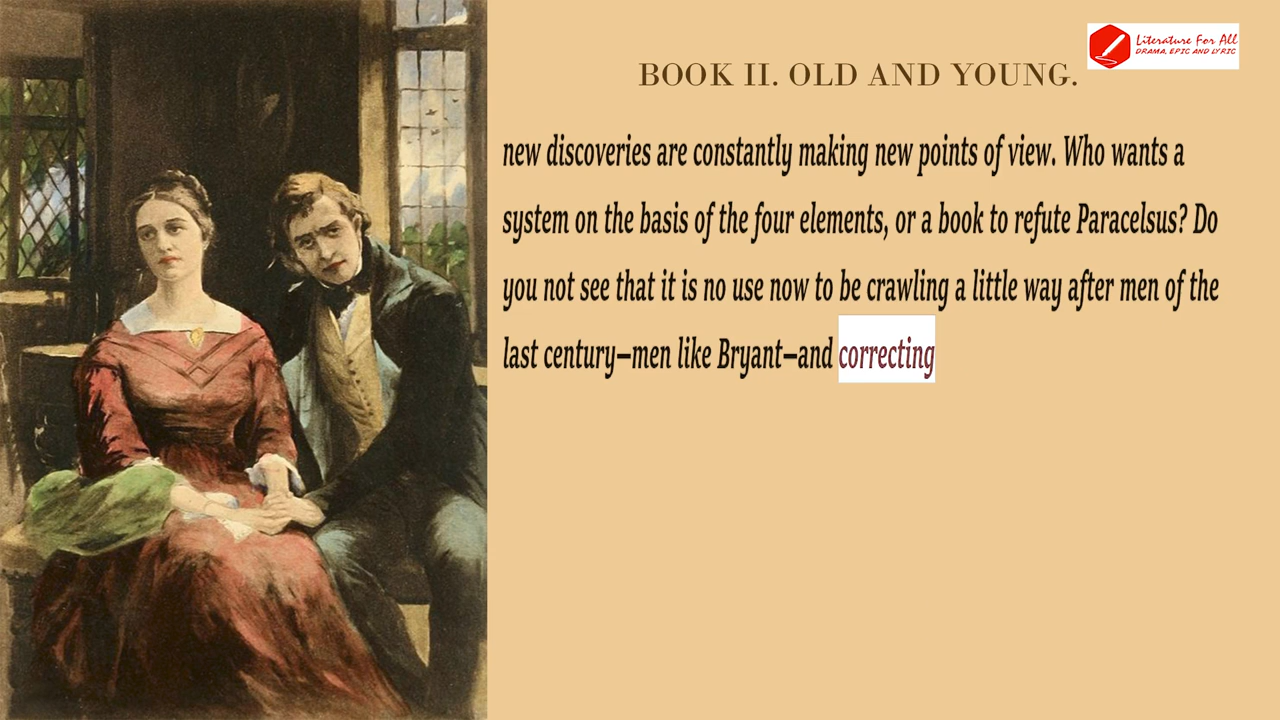 Literature For All
DRAMA, EPIC AND LYRIC
BOOK II. OLD AND YOUNG.
new discoveries are constantly making new points of view. Who wants a
system on the basis of the four elements, or a book to refute Paracelsus? Do
you not see that it is no use now to be crawling a little way after men of the
last century—men like Bryant—and correcting